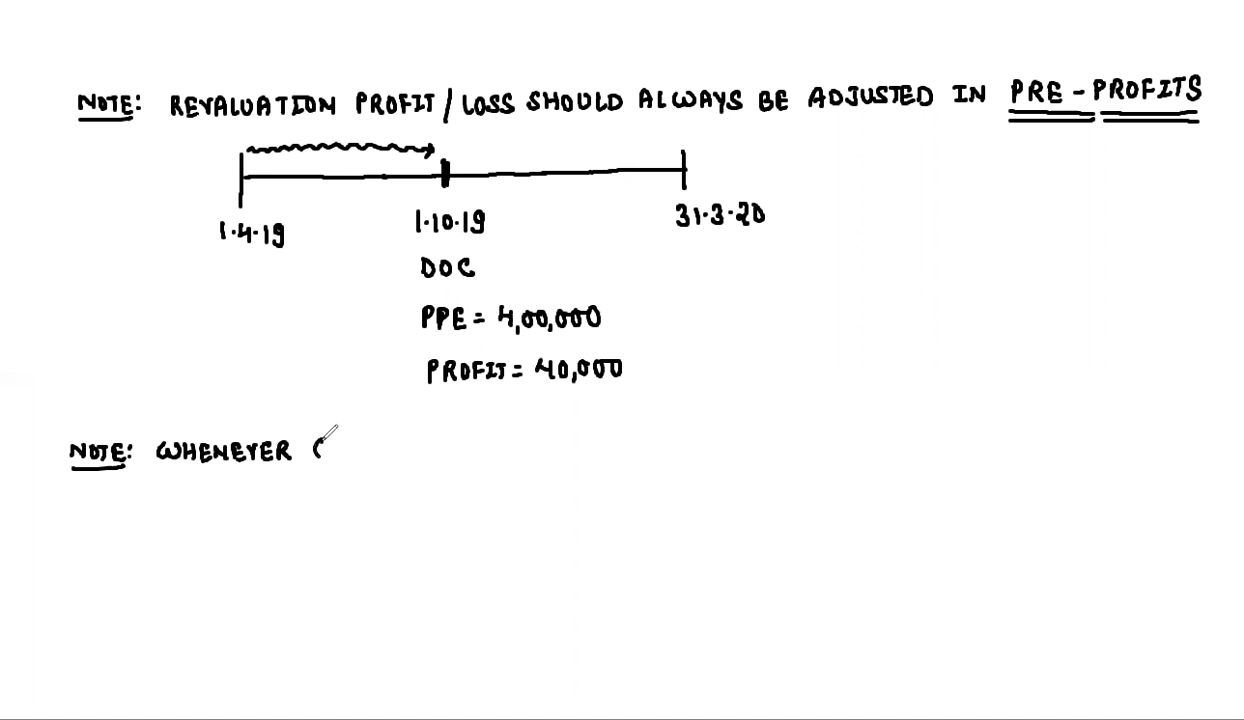 NOTE: REVALUATION PROFIT / LOSS SHOULD ALWAYS BE ADJUSTED IN PRE - PROFITS
1.4.19 1.10.19 31.3.20
DOC
PPE = 4,00,000
PROFIT = 40,000
NOTE: WHENEVER (